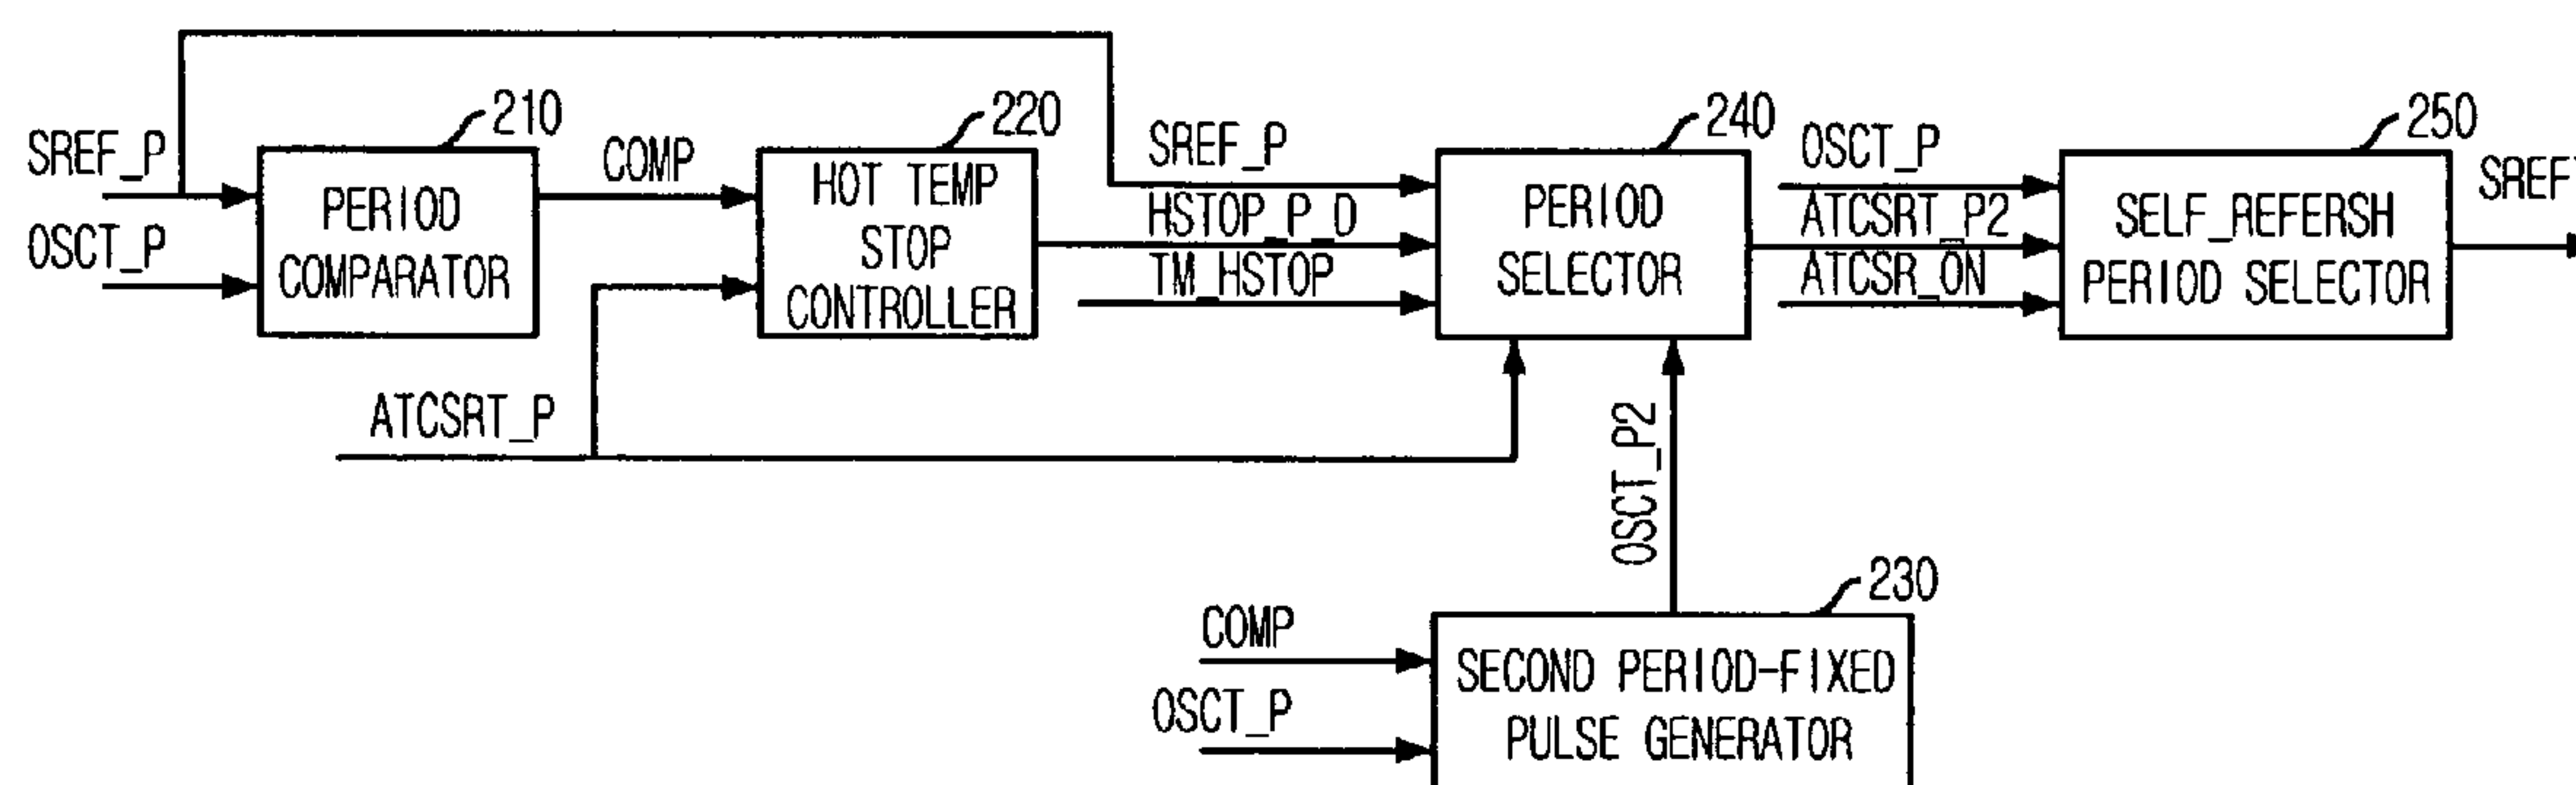 SREF_P
OSCT_P
210
PERIOD
COMPARATOR
COMP
220
HOT TEMP
STOP
CONTROLLER
ATCSRT_P
SREF_P
HSTOP_P_D
TM_HSTOP
240
PERIOD
SELECTOR
OSCT_P
ATCSRT_P2
ATCSR_ON
250
SELF_REFERSH
PERIOD SELECTOR
OSCT_P2
COMP
OSCT_P
230
SECOND PERIOD-FIXED
PULSE GENERATOR